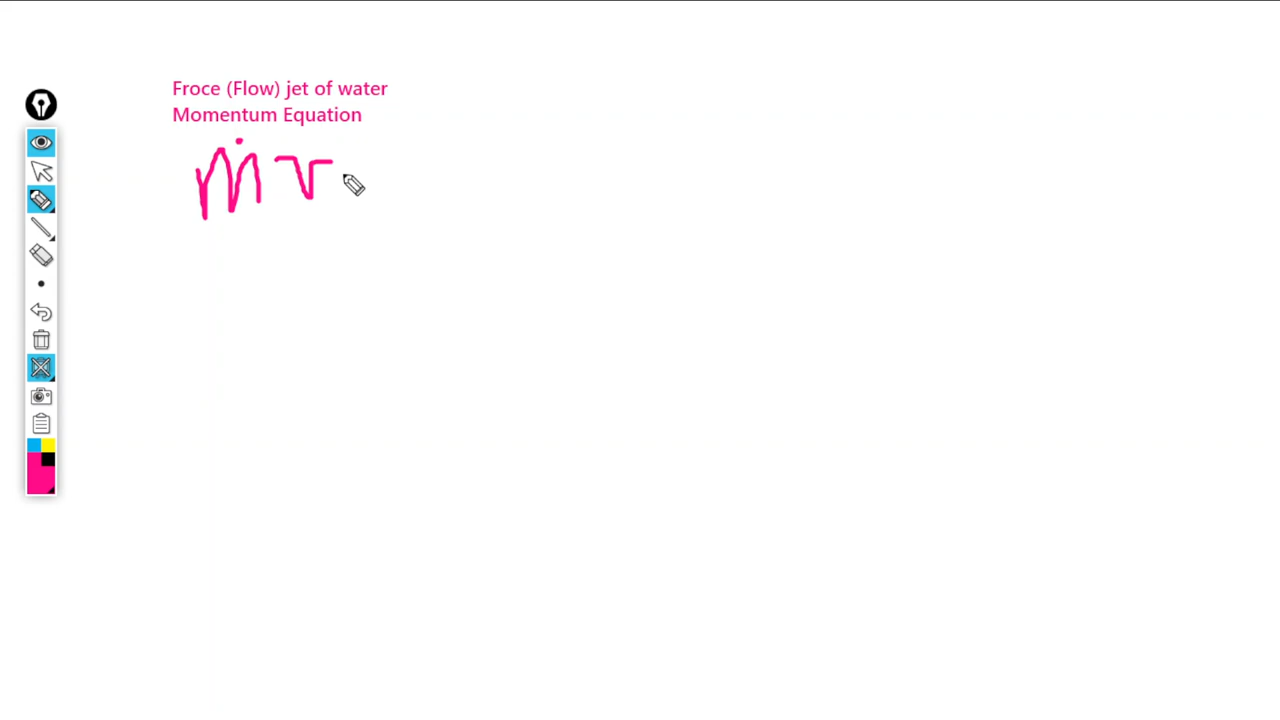 Froce (Flow) jet of water
Momentum Equation
ṁ v